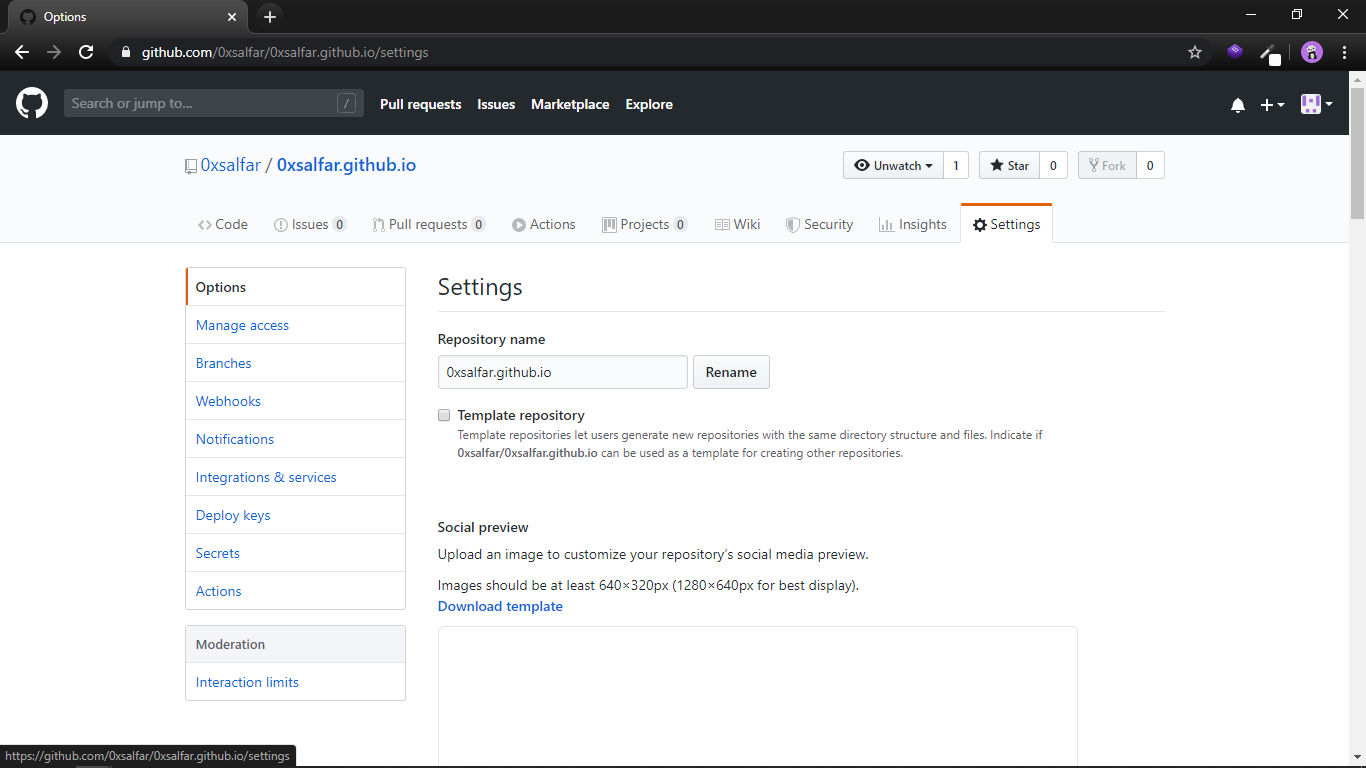 Options
github.com/0xsalfar/0xsalfar.github.io/settings
Search or jump to... / Pull requests Issues Marketplace Explore
0xsalfar / 0xsalfar.github.io Unwatch 1 Star 0 Fork 0
Code Issues 0 Pull requests 0 Actions Projects 0 Wiki Security Insights Settings
Options
Manage access
Branches
Webhooks
Notifications
Integrations & services
Deploy keys
Secrets
Actions
Moderation
Interaction limits
Settings
Repository name
0xsalfar.github.io Rename
Template repository
Template repositories let users generate new repositories with the same directory structure and files. Indicate if
0xsalfar/0xsalfar.github.io can be used as a template for creating other repositories.
Social preview
Upload an image to customize your repository’s social media preview.
Images should be at least 640×320px (1280×640px for best display).
Download template
https://github.com/0xsalfar/0xsalfar.github.io/settings